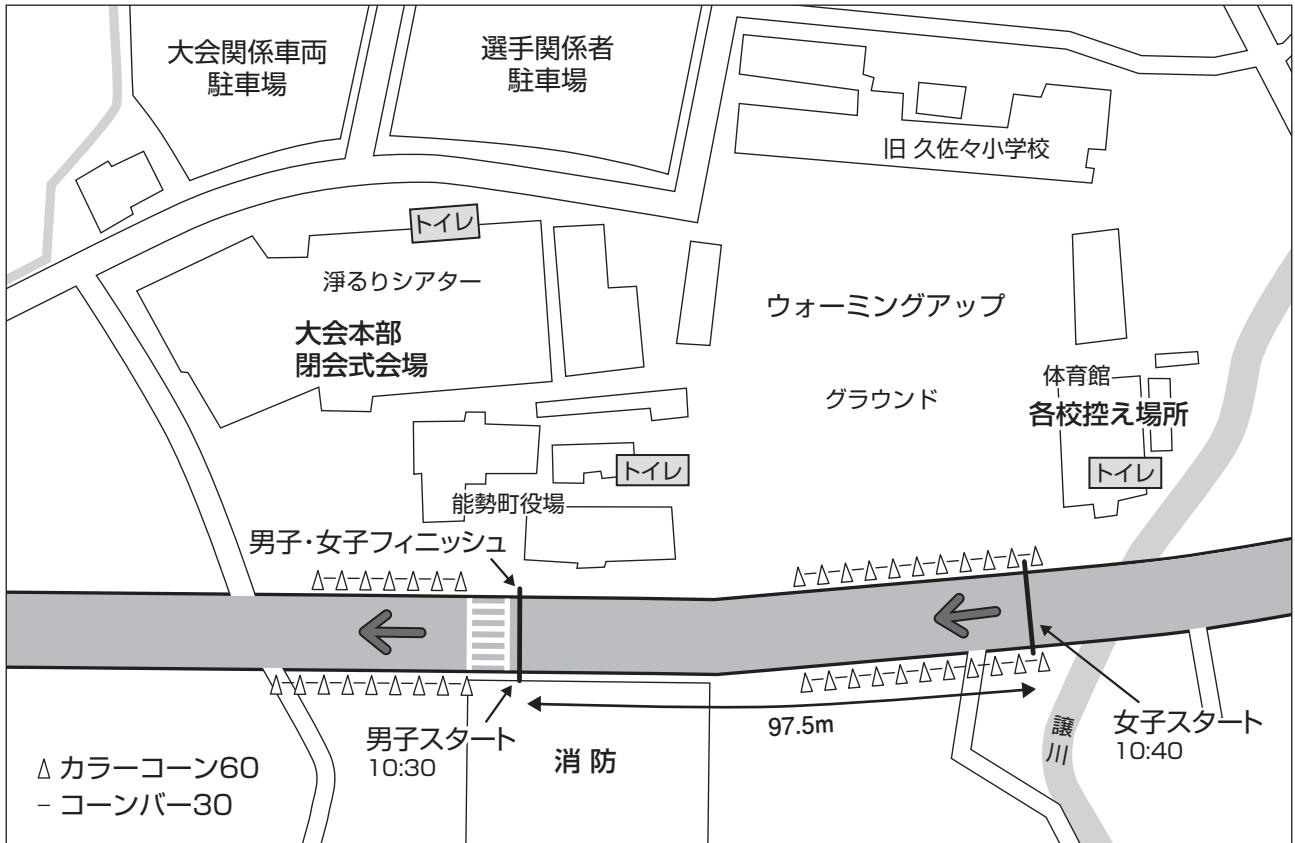 大会関係車両
駐車場
選手関係者
駐車場
旧 久佐々小学校
トイレ
浄るりシアター
大会本部
閉会式会場
ウォーミングアップ
グラウンド
体育館
各校控え場所
トイレ
トイレ
能勢町役場
男子・女子フィニッシュ
97.5m
男子スタート
10:30
消防
譲川
女子スタート
10:40
カラーコーン60
- コーンバー30